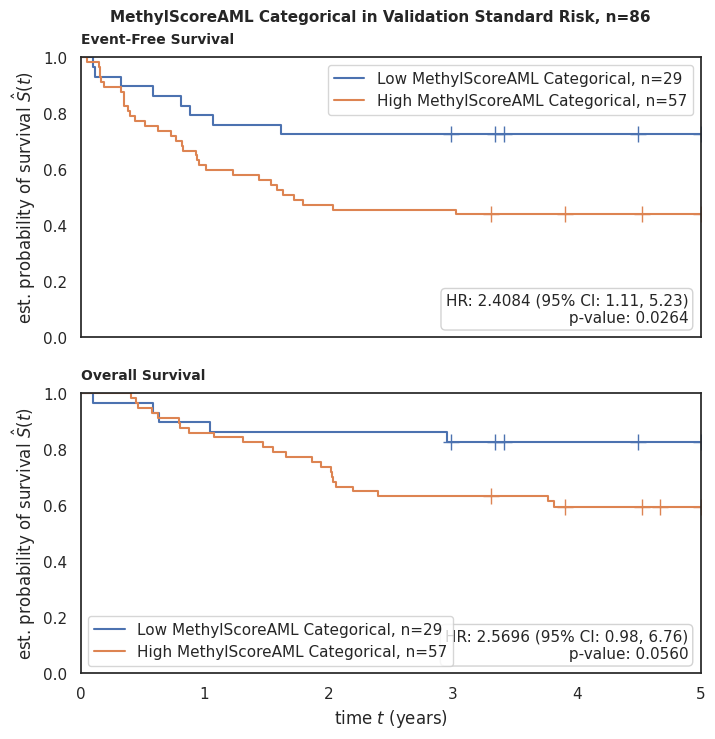 MethylScoreAML Categorical in Validation Standard Risk, n=86
Event-Free Survival
est. probability of survival Ŝ(t)
1.0
0.8
0.6
0.4
0.2
0.0
Low MethylScoreAML Categorical, n=29
High MethylScoreAML Categorical, n=57
HR: 2.4084 (95% CI: 1.11, 5.23)
p-value: 0.0264
Overall Survival
est. probability of survival Ŝ(t)
1.0
0.8
0.6
0.4
0.2
0.0
Low MethylScoreAML Categorical, n=29
High MethylScoreAML Categorical, n=57
HR: 2.5696 (95% CI: 0.98, 6.76)
p-value: 0.0560
0 1 2 3 4 5
time t (years)